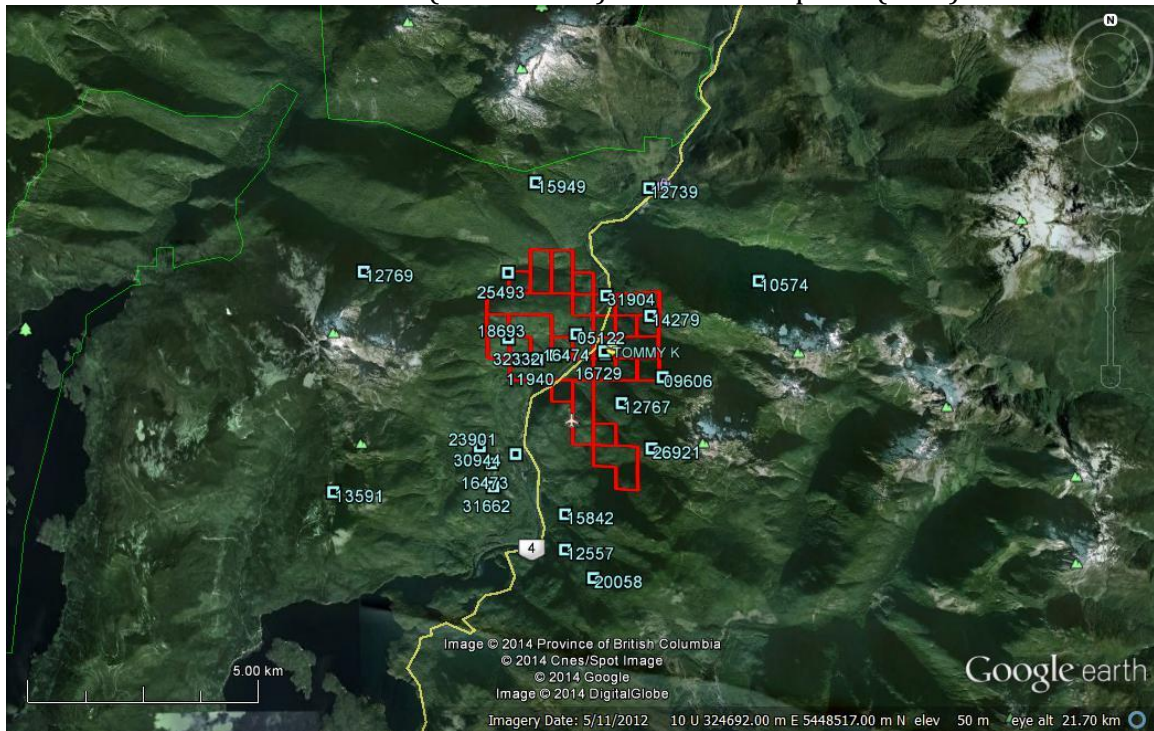 N
15949
12739
12769
10574
25493
31904
14279
18693
05122
TOMMY K
32332
16474
11940
16729
09606
12767
23901
30944
26921
16473
13591
31662
15842
4
12557
20058
Image © 2014 Province of British Columbia
© 2014 Cnes/Spot Image
© 2014 Google
Image © 2014 DigitalGlobe
5.00 km
Google earth
Imagery Date: 5/11/2012 10 U 324692.00 m E 5448517.00 m N elev 50 m eye alt 21.70 km